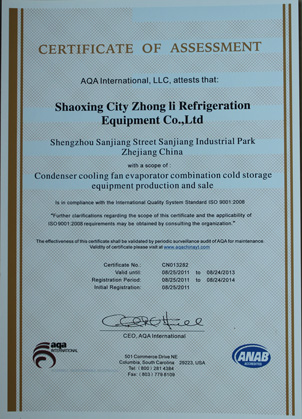 CERTIFICATE OF ASSESSMENT
AQA International, LLC, attests that:
Shaoxing City Zhong li Refrigeration
Equipment Co.,Ltd
Shengzhou Sanjiang Street Sanjiang Industrial Park
Zhejiang China
with a scope of :
Condenser cooling fan evaporator combination cold storage
equipment production and sale
Is in compliance with the International Quality System Standard ISO 9001:2008
"Further clarifications regarding the scope of this certificate and the applicability of
ISO 9001:2008 requirements may be obtained by consulting the organization."
The effectiveness of this certificate shall be validated by periodic surveillance audit of AQA for maintenance.
Validity of certificate please visit at www.aqachinayt.com
Certificate No.: CN013282
Valid until: 08/25/2011 to 08/24/2013
Registration Period: 08/25/2011 to 08/24/2014
Initial Registration: 08/25/2011
CEO, AQA International
aqa
INTERNATIONAL
501 Commerce Drive NE
Columbia, South Carolina 29223, USA
Tel: ( 800 ) 281 4384
Fax: ( 803 ) 779 8109
ANAB
ACCREDITED